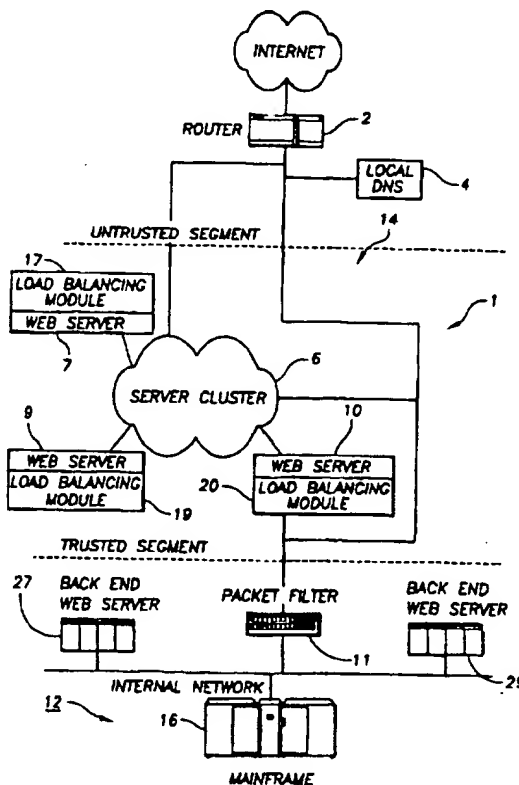 INTERNET
ROUTER
2
LOCAL
DNS
4
UNTRUSTED SEGMENT
14
17
LOAD BALANCING
MODULE
WEB SERVER
7
1
6
SERVER CLUSTER
9
WEB SERVER
LOAD BALANCING
MODULE
19
10
WEB SERVER
20
LOAD BALANCING
MODULE
TRUSTED SEGMENT
27
BACK END
WEB SERVER
PACKET FILTER
11
BACK END
WEB SERVER
29
INTERNAL NETWORK
12
16
MAINFRAME